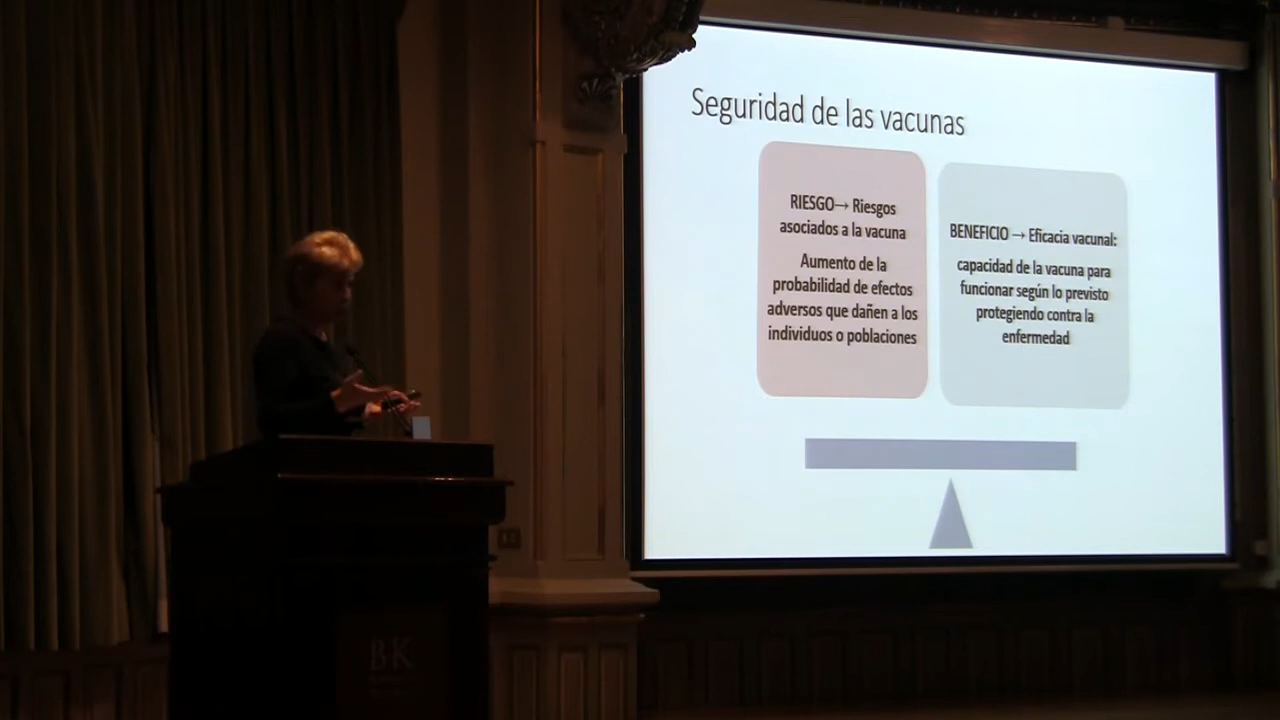 Seguridad de las vacunas
RIESGO→ Riesgos
asociados a la vacuna
Aumento de la
probabilidad de efectos
adversos que dañen a los
individuos o poblaciones
BENEFICIO → Eficacia vacunal:
capacidad de la vacuna para
funcionar según lo previsto
protegiendo contra la
enfermedad
BK